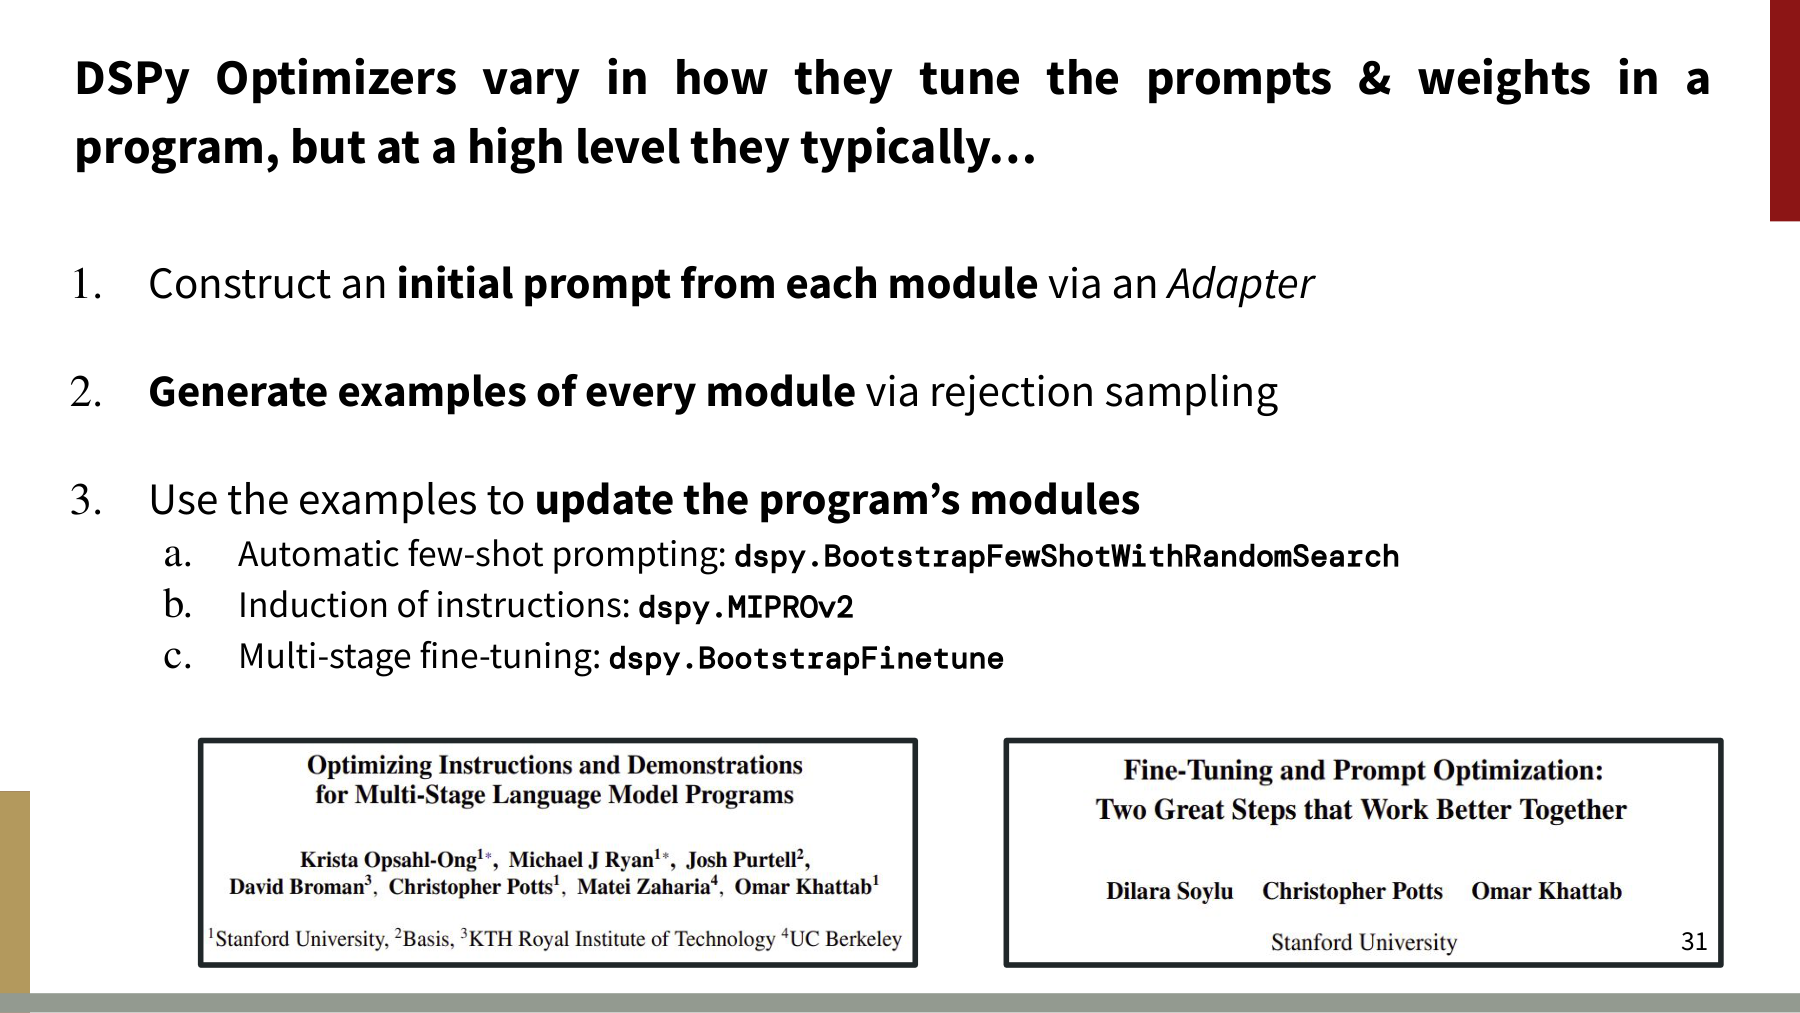 DSPy Optimizers vary in how they tune the prompts & weights in a
program, but at a high level they typically…
1. Construct an initial prompt from each module via an Adapter
2. Generate examples of every module via rejection sampling
3. Use the examples to update the program’s modules
a. Automatic few-shot prompting: dspy.BootstrapFewShotWithRandomSearch
b. Induction of instructions: dspy.MIPROv2
c. Multi-stage fine-tuning: dspy.BootstrapFinetune
Optimizing Instructions and Demonstrations
for Multi-Stage Language Model Programs
Krista Opsahl-Ong¹*, Michael J Ryan¹*, Josh Purtell²,
David Broman³, Christopher Potts¹, Matei Zaharia⁴, Omar Khattab¹
¹Stanford University, ²Basis, ³KTH Royal Institute of Technology ⁴UC Berkeley
Fine-Tuning and Prompt Optimization:
Two Great Steps that Work Better Together
Dilara Soylu Christopher Potts Omar Khattab
Stanford University
31